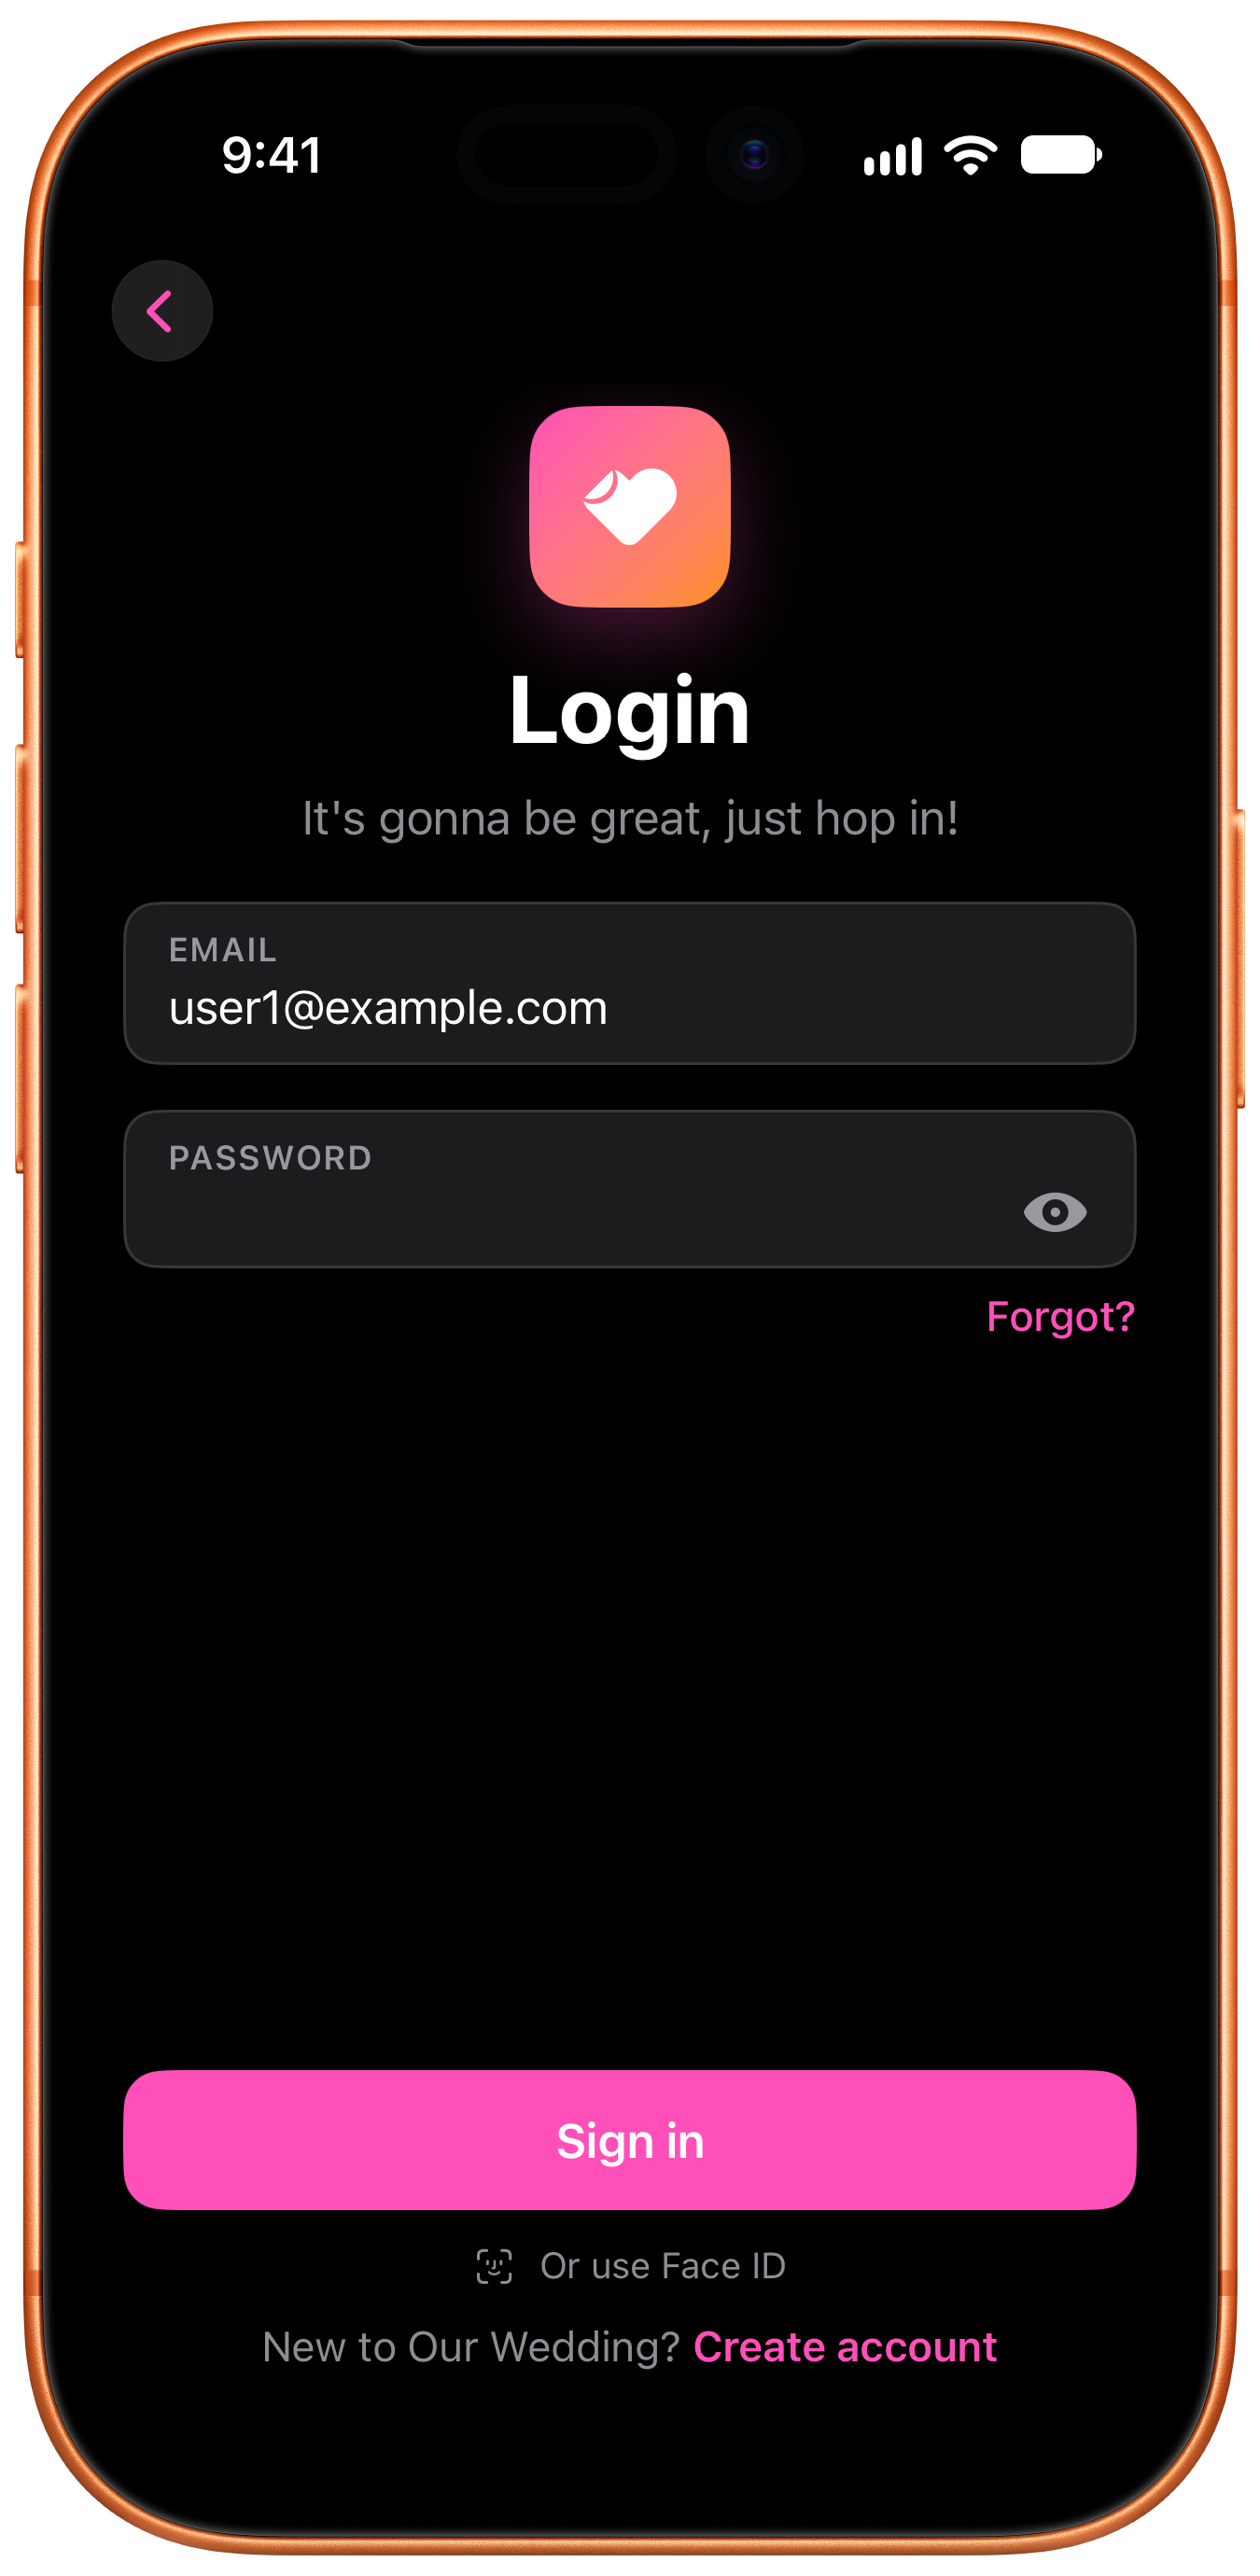 9:41
Login
It's gonna be great, just hop in!
EMAIL
user1@example.com
PASSWORD
Forgot?
Sign in
Or use Face ID
New to Our Wedding? Create account